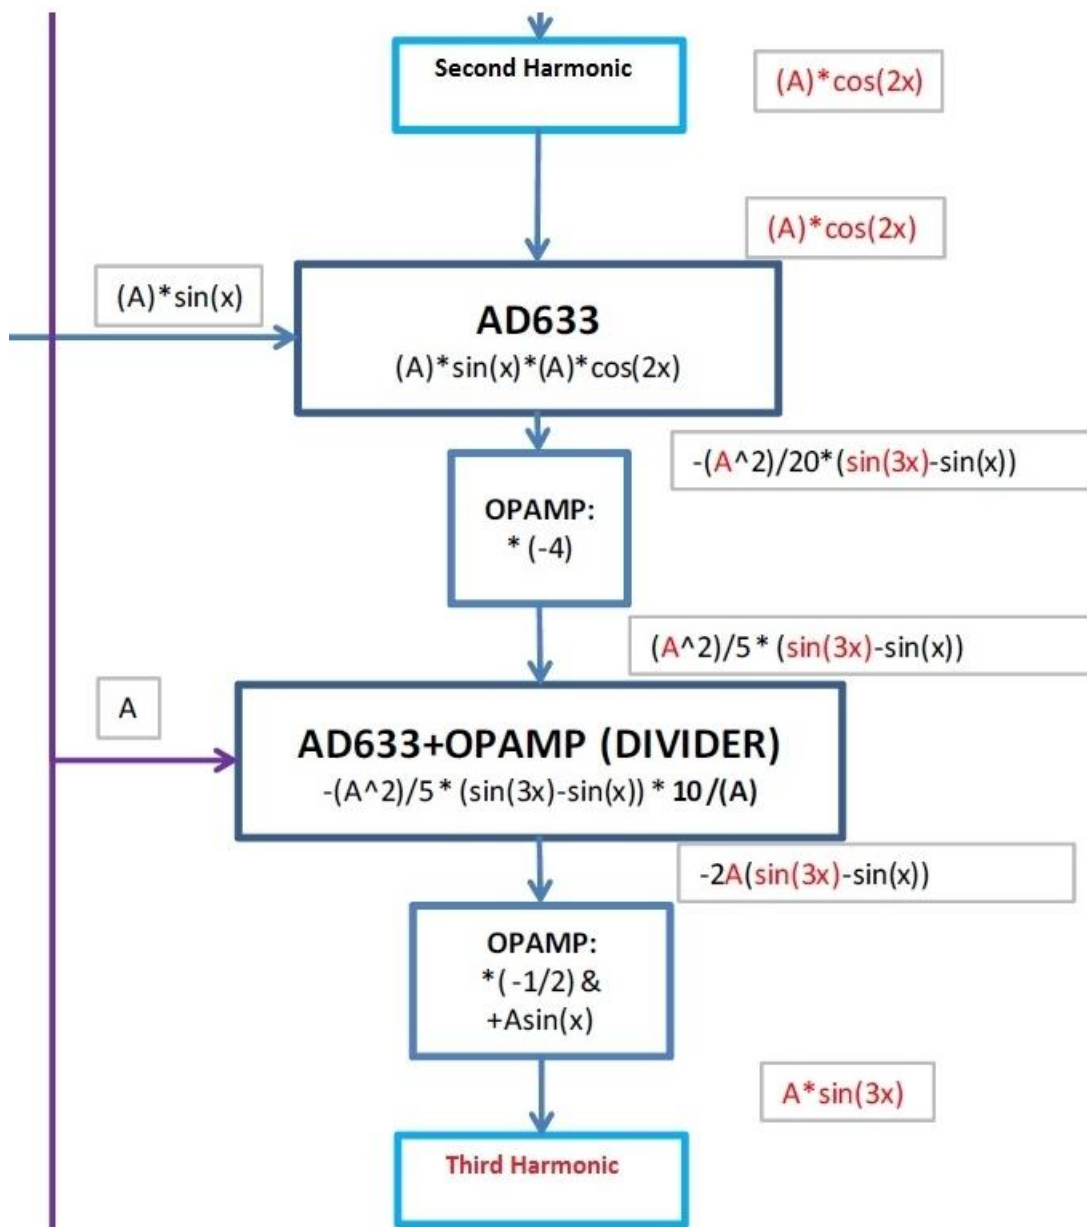 Second Harmonic
(A)*cos(2x)
(A)*cos(2x)
(A)*sin(x)
AD633
(A)*sin(x)*(A)*cos(2x)
-(A^2)/20*(sin(3x)-sin(x))
OPAMP:
* (-4)
(A^2)/5* (sin(3x)-sin(x))
A
AD633+OPAMP (DIVIDER)
-(A^2)/5* (sin(3x)-sin(x)) * 10/(A)
-2A(sin(3x)-sin(x))
OPAMP:
*( -1/2) &
+Asin(x)
A*sin(3x)
Third Harmonic